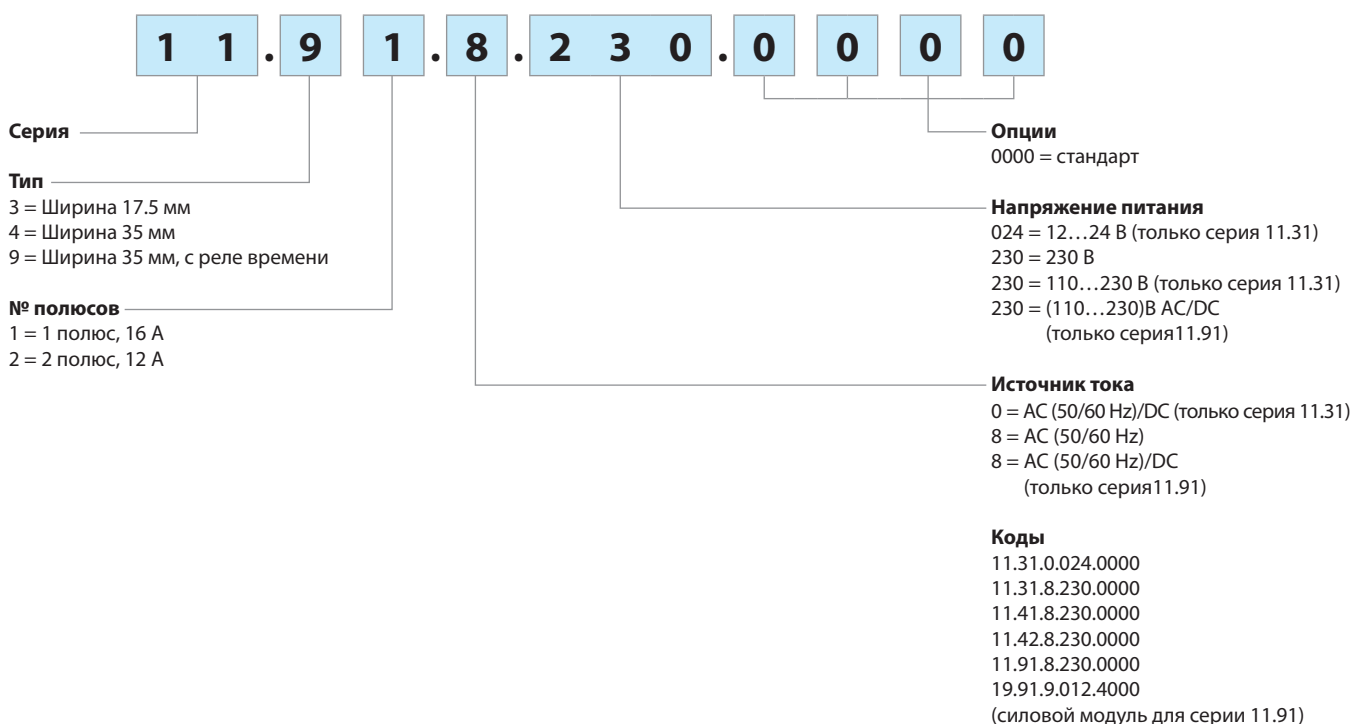 1 1 . 9 1 . 8 . 2 3 0 . 0 0 0 0
Серия
Тип
3 = Ширина 17.5 мм
4 = Ширина 35 мм
9 = Ширина 35 мм, с реле времени
№ полюсов
1 = 1 полюс, 16 A
2 = 2 полюс, 12 A
Опции
0000 = стандарт
Напряжение питания
024 = 12…24 В (только серия 11.31)
230 = 230 В
230 = 110…230 В (только серия 11.31)
230 = (110…230)В AC/DC
(только серия11.91)
Источник тока
0 = AC (50/60 Hz)/DC (только серия 11.31)
8 = AC (50/60 Hz)
8 = AC (50/60 Hz)/DC
(только серия11.91)
Коды
11.31.0.024.0000
11.31.8.230.0000
11.41.8.230.0000
11.42.8.230.0000
11.91.8.230.0000
19.91.9.012.4000
(силовой модуль для серии 11.91)